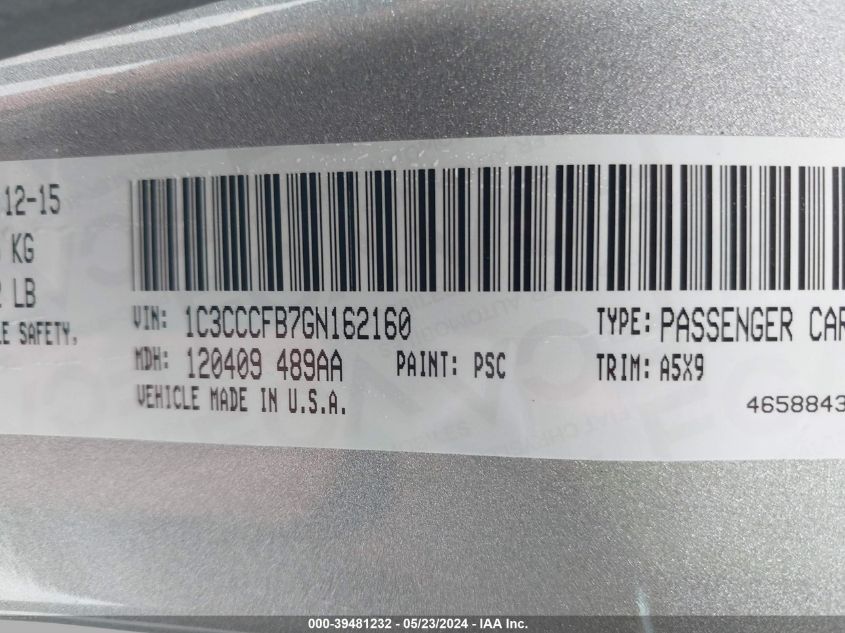 12-15
KG
LB
SAFETY.
VIN: 1C3CCCFB7GN162160 TYPE: PASSENGER CAR
MDH: 120409 489AA PAINT: PSC TRIM: A5X9
VEHICLE MADE IN U.S.A.
4658843
000-39481232 - 05/23/2024 - IAA Inc.